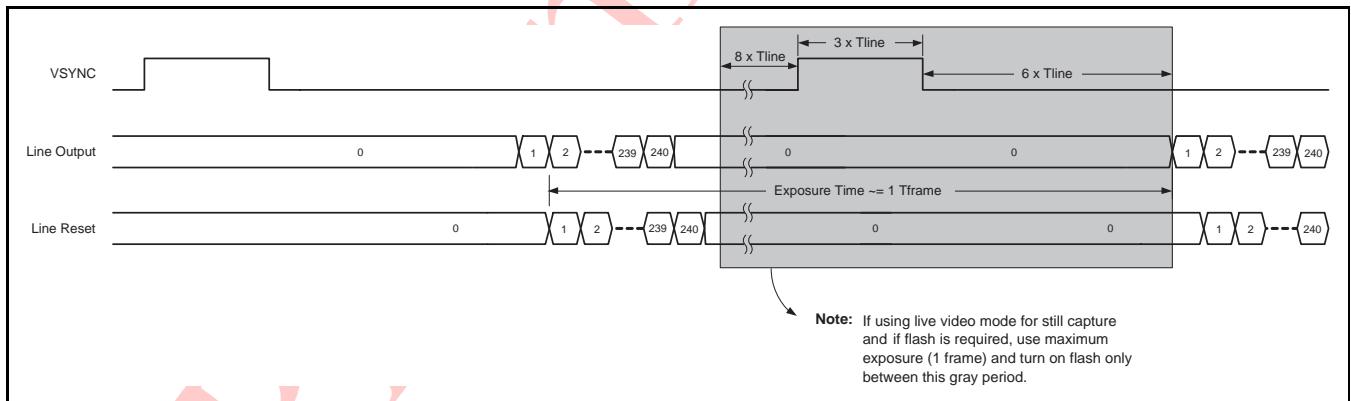 3 x Tline
8 x Tline
VSYNC
6 x Tline
Line Output
0
1
2
239
240
0
0
1
2
239
240
Exposure Time ~= 1 Tframe
Line Reset
0
1
2
239
240
0
0
1
2
240
Note: If using live video mode for still capture
and if flash is required, use maximum
exposure (1 frame) and turn on flash only
between this gray period.